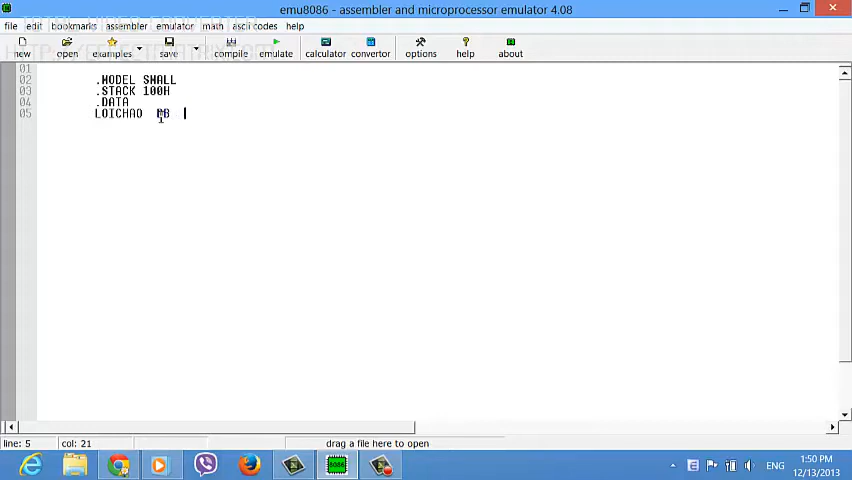 emu8086 - assembler and microprocessor emulator 4.08
file edit bookmarks assembler emulator math ascii codes help
new open examples save compile emulate calculator convertor options help about
01
02 .MODEL SMALL
03 .STACK 100H
04 .DATA
05 LOICHAO DB
line: 5 col: 21 drag a file here to open
8086 ENG 1:50 PM
12/13/2013